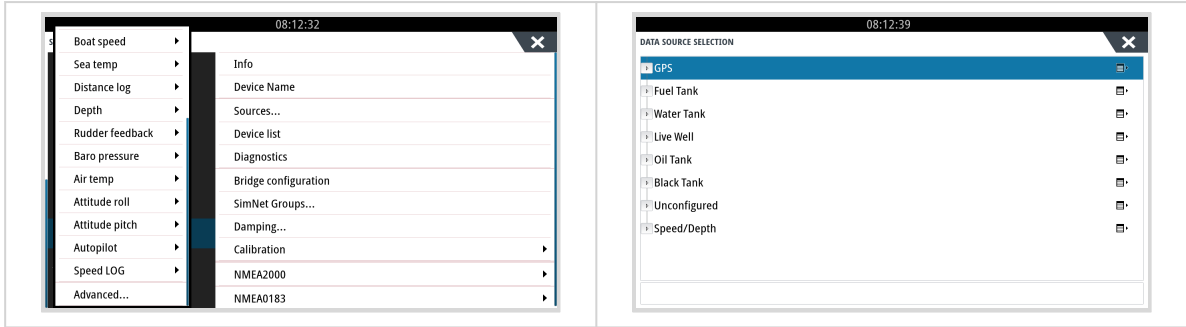 08:12:32
S
Boat speed
Sea temp
Distance log
Depth
Rudder feedback
Baro pressure
Air temp
Attitude roll
Attitude pitch
Autopilot
Speed LOG
Advanced...
Info
Device Name
Sources...
Device list
Diagnostics
Bridge configuration
SimNet Groups...
Damping...
Calibration
NMEA2000
NMEA0183
08:12:39
DATA SOURCE SELECTION
GPS
Fuel Tank
Water Tank
Live Well
Oil Tank
Black Tank
Unconfigured
Speed/Depth